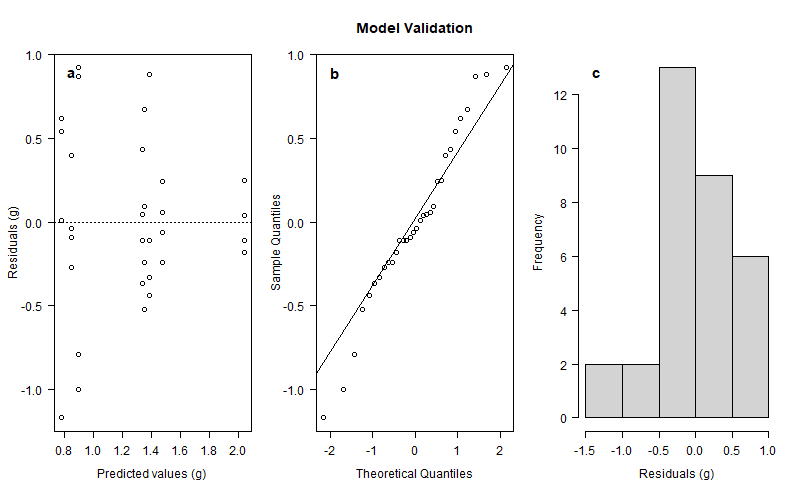 Model Validation
a
1.0
0.5
0.0
-0.5
-1.0
Residuals (g)
0.8 1.0 1.2 1.4 1.6 1.8 2.0
Predicted values (g)
b
1.0
0.5
0.0
-0.5
-1.0
Sample Quantiles
-2 -1 0 1 2
Theoretical Quantiles
c
12
10
8
6
4
2
0
Frequency
-1.5 -1.0 -0.5 0.0 0.5 1.0
Residuals (g)